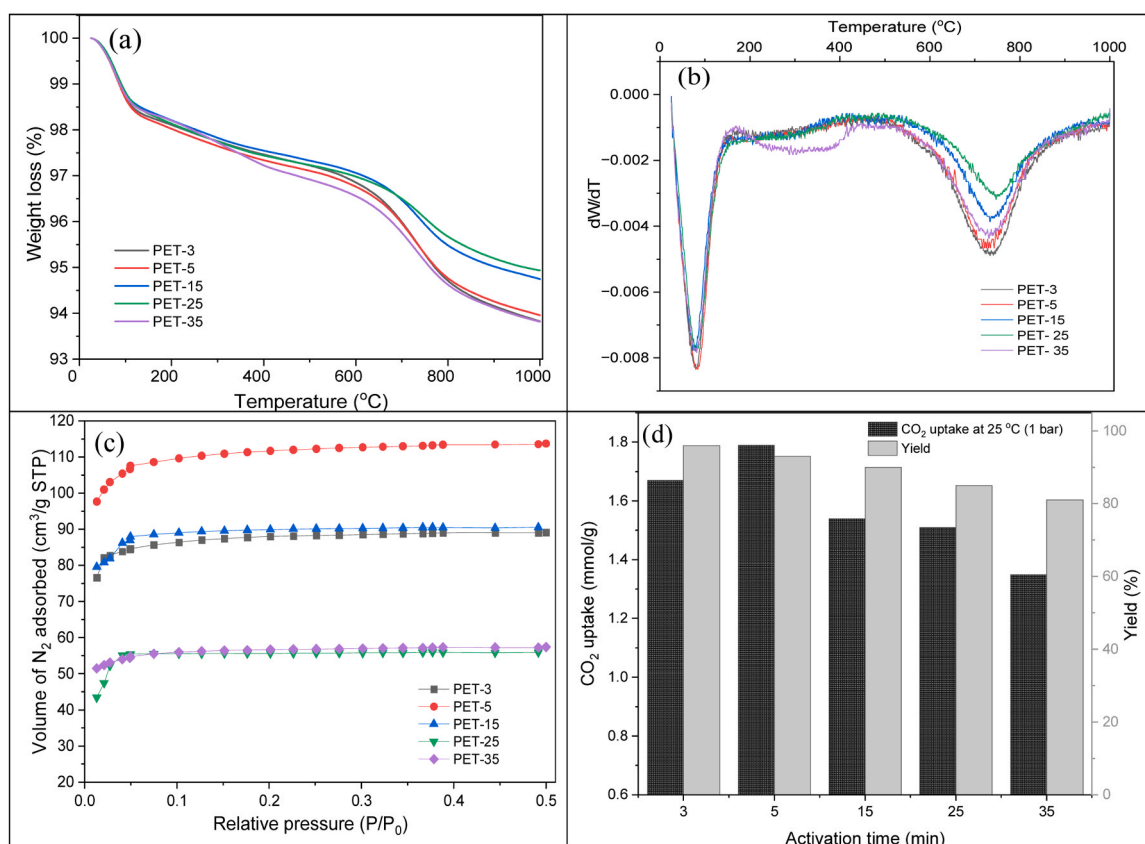 (a)
100
99
98
97
96
95
94
93
Weight loss (%)
PET-3
PET-5
PET-15
PET-25
PET-35
0
200
400
600
800
1000
Temperature (°C)
Temperature (°C)
0
200
400
600
800
1000
(b)
0.000
−0.002
−0.004
−0.006
−0.008
dW/dT
PET-3
PET-5
PET-15
PET- 25
PET- 35
(c)
120
110
100
90
80
70
60
50
40
30
20
Volume of N₂ adsorbed (cm³/g STP)
PET-3
PET-5
PET-15
PET-25
PET-35
0.0
0.1
0.2
0.3
0.4
0.5
Relative pressure (P/P₀)
(d)
CO₂ uptake at 25 °C (1 bar)
Yield
1.8
1.6
1.4
1.2
1.0
0.8
0.6
CO₂ uptake (mmol/g)
100
80
60
40
20
0
Yield (%)
3
5
15
25
35
Activation time (min)